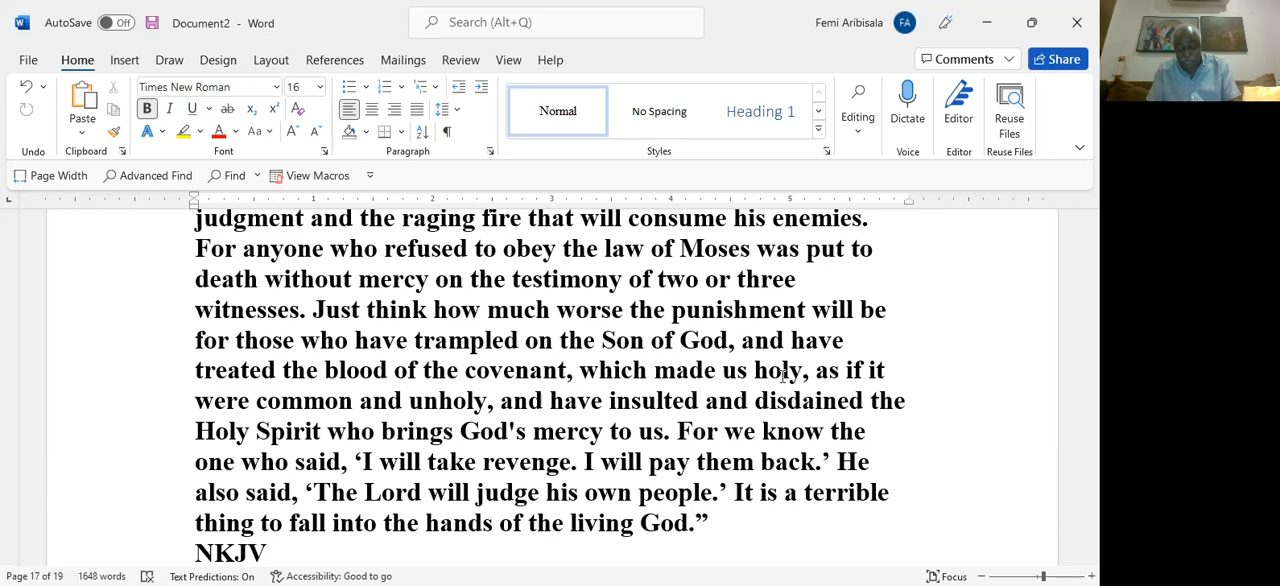 AutoSave Off Document2 - Word Search (Alt+Q) Femi Aribisala FA
File Home Insert Draw Design Layout References Mailings Review View Help Comments Share
Times New Roman 16
Paste
Normal No Spacing Heading 1
Editing Dictate Editor Reuse Files
Undo Clipboard Font Paragraph Styles Voice Editor Reuse Files
Page Width Advanced Find Find View Macros
1 2 3 4 5
judgment and the raging fire that will consume his enemies.
For anyone who refused to obey the law of Moses was put to
death without mercy on the testimony of two or three
witnesses. Just think how much worse the punishment will be
for those who have trampled on the Son of God, and have
treated the blood of the covenant, which made us holy, as if it
were common and unholy, and have insulted and disdained the
Holy Spirit who brings God's mercy to us. For we know the
one who said, ‘I will take revenge. I will pay them back.’ He
also said, ‘The Lord will judge his own people.’ It is a terrible
thing to fall into the hands of the living God.”
NKJV
Page 17 of 19 1648 words Text Predictions: On Accessibility: Good to go Focus